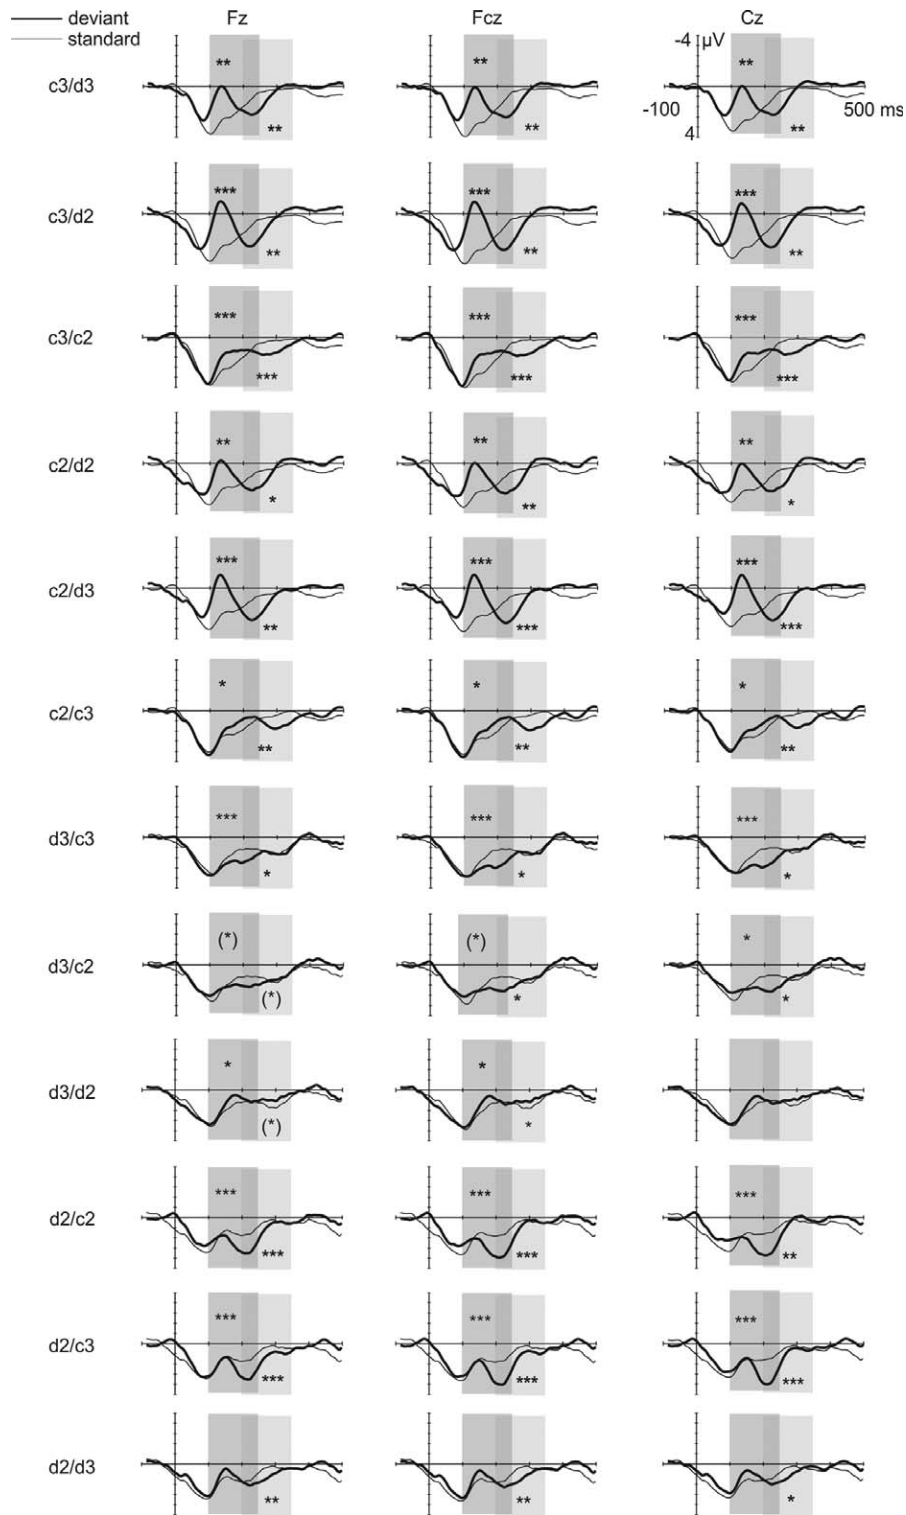 deviant Fz Fcz Cz
standard -4 µV
** ** **
c3/d3
-100 500 ms
4
** ** **
*** *** ***
c3/d2
** ** **
*** *** ***
c3/c2
*** *** ***
** ** **
c2/d2
* ** *
*** *** ***
c2/d3
** *** ***
* * *
c2/c3
** ** **
*** *** ***
d3/c3
* * *
(*) (*) *
d3/c2
(*) * *
* *
d3/d2
(*) *
*** *** ***
d2/c2
*** *** **
*** *** ***
d2/c3
*** *** ***
d2/d3
** ** *